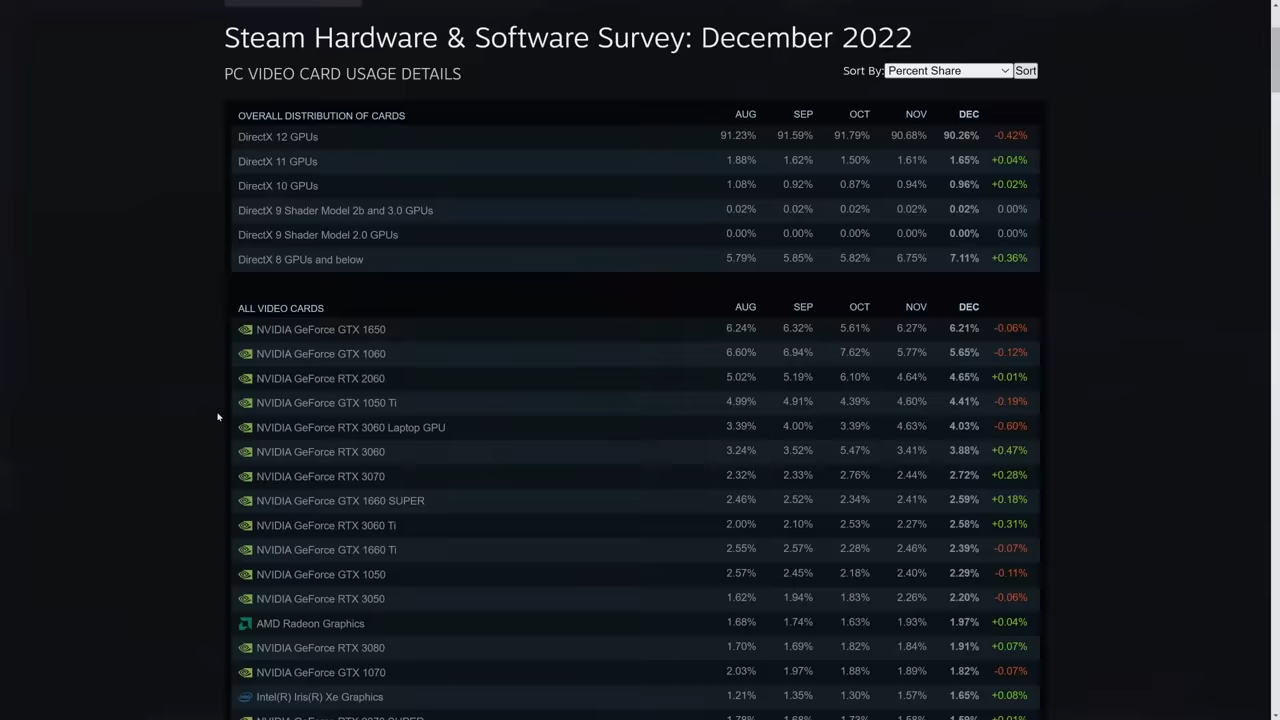 Steam Hardware & Software Survey: December 2022
PC VIDEO CARD USAGE DETAILS
Sort By: Percent Share Sort
OVERALL DISTRIBUTION OF CARDS AUG SEP OCT NOV DEC
DirectX 12 GPUs 91.23% 91.59% 91.79% 90.68% 90.26% -0.42%
DirectX 11 GPUs 1.88% 1.62% 1.50% 1.61% 1.65% +0.04%
DirectX 10 GPUs 1.08% 0.92% 0.87% 0.94% 0.96% +0.02%
DirectX 9 Shader Model 2b and 3.0 GPUs 0.02% 0.02% 0.02% 0.02% 0.02% 0.00%
DirectX 9 Shader Model 2.0 GPUs 0.00% 0.00% 0.00% 0.00% 0.00% 0.00%
DirectX 8 GPUs and below 5.79% 5.85% 5.82% 6.75% 7.11% +0.36%
ALL VIDEO CARDS AUG SEP OCT NOV DEC
NVIDIA GeForce GTX 1650 6.24% 6.32% 5.61% 6.27% 6.21% -0.06%
NVIDIA GeForce GTX 1060 6.60% 6.94% 7.62% 5.77% 5.65% -0.12%
NVIDIA GeForce RTX 2060 5.02% 5.19% 6.10% 4.64% 4.65% +0.01%
NVIDIA GeForce GTX 1050 Ti 4.99% 4.91% 4.39% 4.60% 4.41% -0.19%
NVIDIA GeForce RTX 3060 Laptop GPU 3.39% 4.00% 3.39% 4.63% 4.03% -0.60%
NVIDIA GeForce RTX 3060 3.24% 3.52% 5.47% 3.41% 3.88% +0.47%
NVIDIA GeForce RTX 3070 2.32% 2.33% 2.76% 2.44% 2.72% +0.28%
NVIDIA GeForce GTX 1660 SUPER 2.46% 2.52% 2.34% 2.41% 2.59% +0.18%
NVIDIA GeForce RTX 3060 Ti 2.00% 2.10% 2.53% 2.27% 2.58% +0.31%
NVIDIA GeForce GTX 1660 Ti 2.55% 2.57% 2.28% 2.46% 2.39% -0.07%
NVIDIA GeForce GTX 1050 2.57% 2.45% 2.18% 2.40% 2.29% -0.11%
NVIDIA GeForce RTX 3050 1.62% 1.94% 1.83% 2.26% 2.20% -0.06%
AMD Radeon Graphics 1.68% 1.74% 1.63% 1.93% 1.97% +0.04%
NVIDIA GeForce RTX 3080 1.70% 1.69% 1.82% 1.84% 1.91% +0.07%
NVIDIA GeForce GTX 1070 2.03% 1.97% 1.88% 1.89% 1.82% -0.07%
Intel(R) Iris(R) Xe Graphics 1.21% 1.35% 1.30% 1.57% 1.65% +0.08%